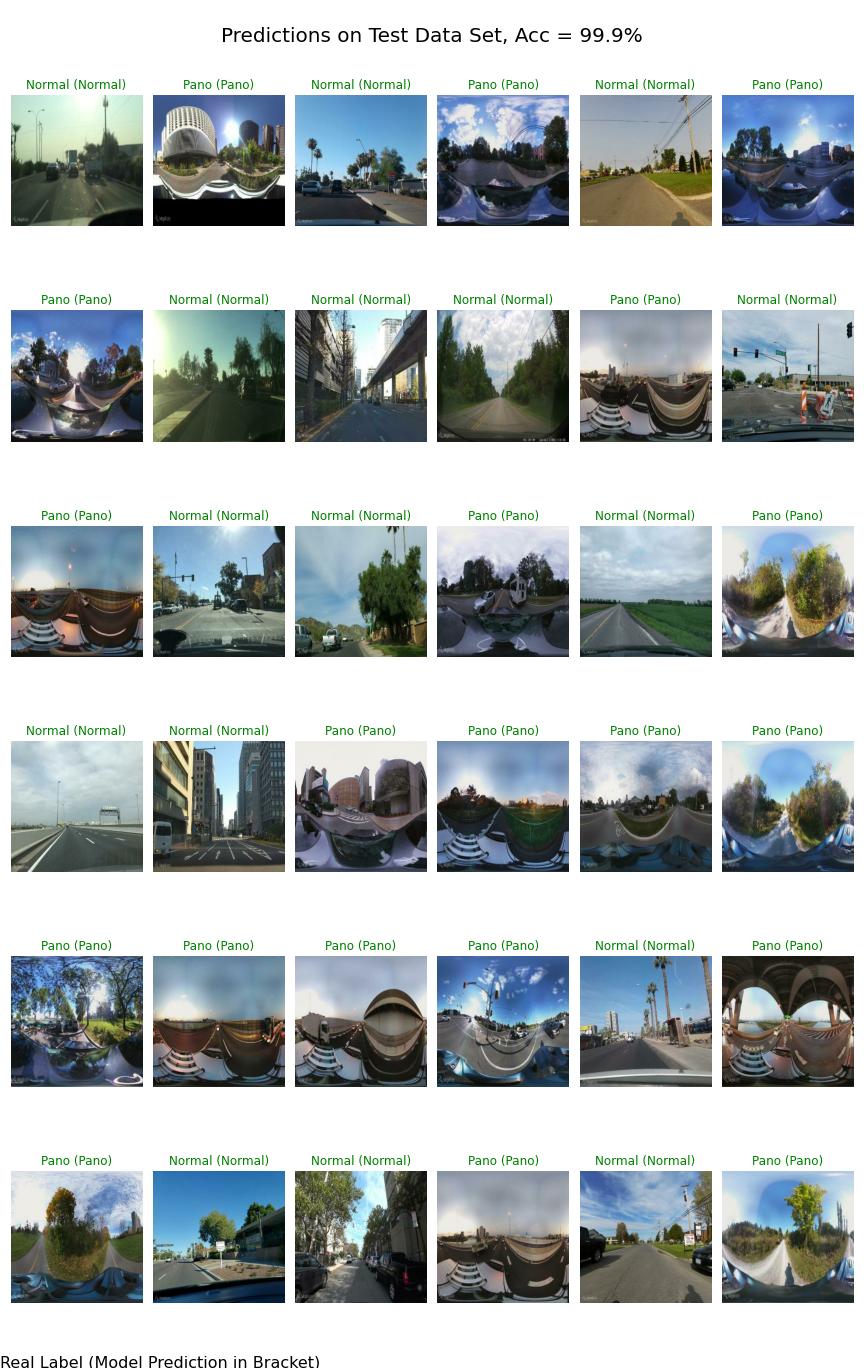 Predictions on Test Data Set, Acc = 99.9%
Normal (Normal) Pano (Pano) Normal (Normal) Pano (Pano) Normal (Normal) Pano (Pano)
Pano (Pano) Normal (Normal) Normal (Normal) Normal (Normal) Pano (Pano) Normal (Normal)
Pano (Pano) Normal (Normal) Normal (Normal) Pano (Pano) Normal (Normal) Pano (Pano)
Normal (Normal) Normal (Normal) Pano (Pano) Pano (Pano) Pano (Pano) Pano (Pano)
Pano (Pano) Pano (Pano) Pano (Pano) Pano (Pano) Normal (Normal) Pano (Pano)
Pano (Pano) Normal (Normal) Normal (Normal) Pano (Pano) Normal (Normal) Pano (Pano)
Real Label (Model Prediction in Bracket)